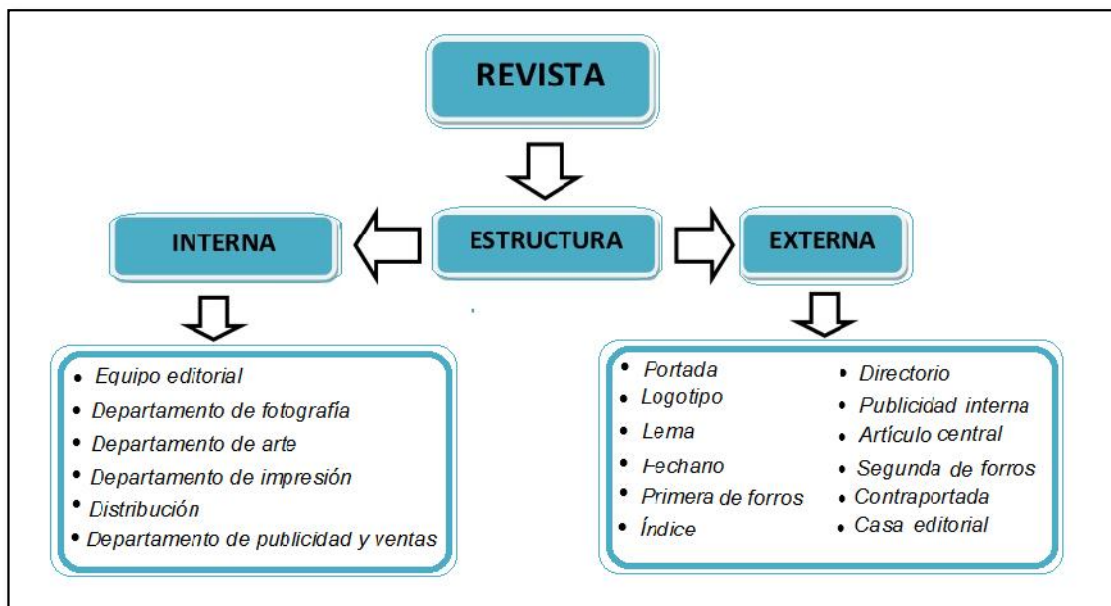 REVISTA
INTERNA
ESTRUCTURA
EXTERNA
• Equipo editorial
• Departamento de fotografía
• Departamento de arte
• Departamento de impresión
• Distribución
• Departamento de publicidad y ventas
• Portada
• Logotipo
• Lema
• Fechario
• Primera de forros
• Índice
• Directorio
• Publicidad interna
• Artículo central
• Segunda de forros
• Contraportada
• Casa editorial